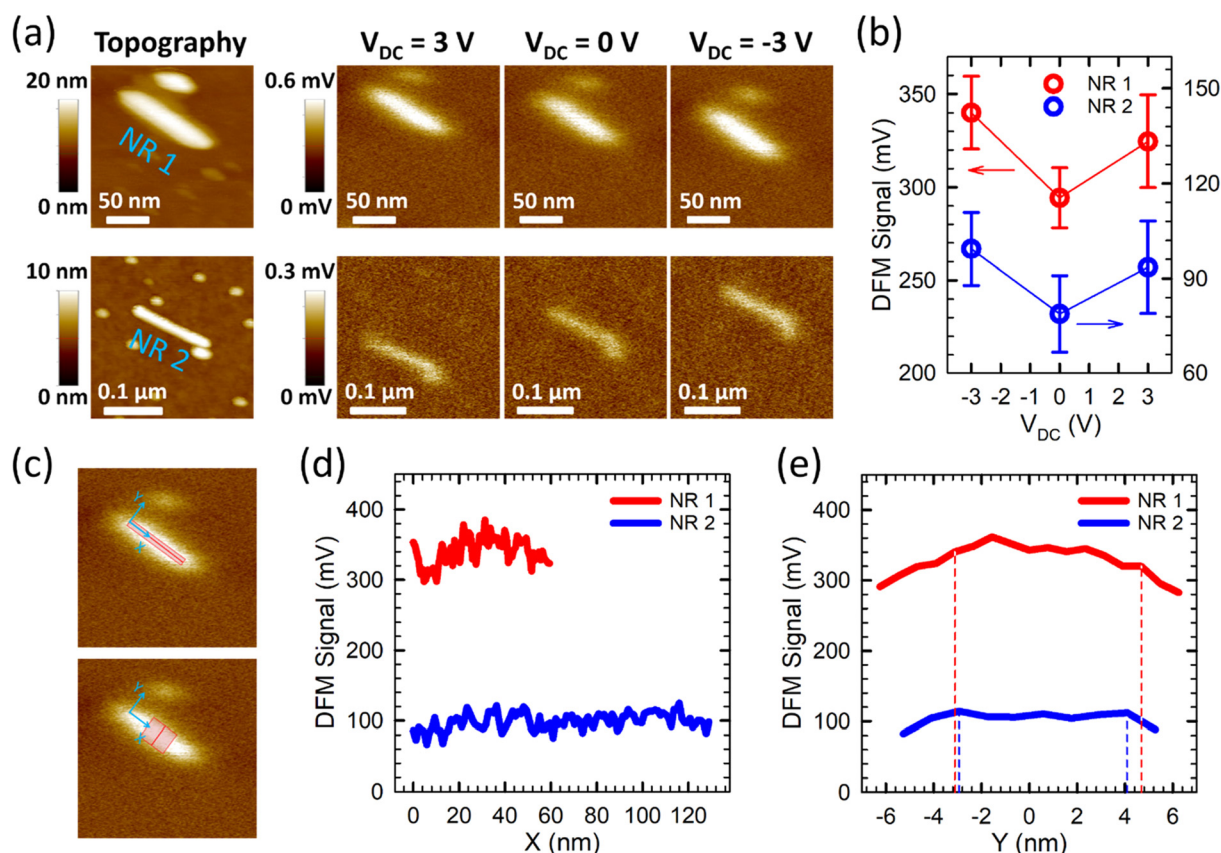 (a)
Topography
V_DC = 3 V
V_DC = 0 V
V_DC = -3 V
20 nm
0 nm
NR 1
50 nm
0.6 mV
0 mV
50 nm
50 nm
50 nm
10 nm
0 nm
NR 2
0.1 μm
0.3 mV
0 mV
0.1 μm
0.1 μm
0.1 μm
(b)
DFM Signal (mV)
350
300
250
200
NR 1
NR 2
150
120
90
60
-3 -2 -1 0 1 2 3
V_DC (V)
(c)
Y
X
Y
X
(d)
DFM Signal (mV)
400
300
200
100
0
NR 1
NR 2
0 20 40 60 80 100 120
X (nm)
(e)
DFM Signal (mV)
400
300
200
100
0
NR 1
NR 2
-6 -4 -2 0 2 4 6
Y (nm)